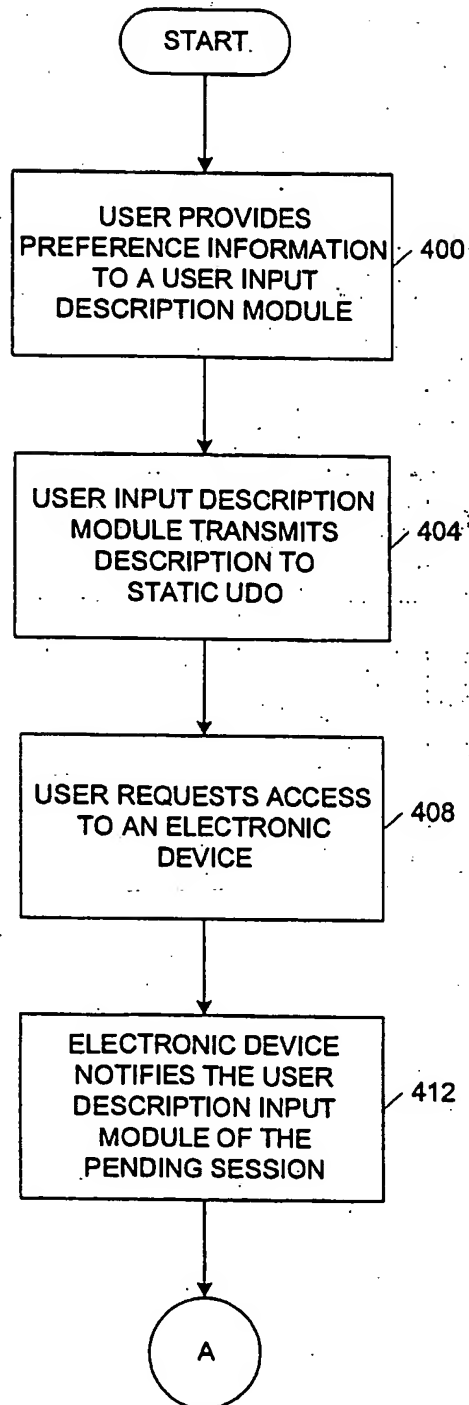 START
USER PROVIDES
PREFERENCE INFORMATION
TO A USER INPUT
DESCRIPTION MODULE
400
USER INPUT DESCRIPTION
MODULE TRANSMITS
DESCRIPTION TO
STATIC UDO
404
USER REQUESTS ACCESS
TO AN ELECTRONIC
DEVICE
408
ELECTRONIC DEVICE
NOTIFIES THE USER
DESCRIPTION INPUT
MODULE OF THE
PENDING SESSION
412
A